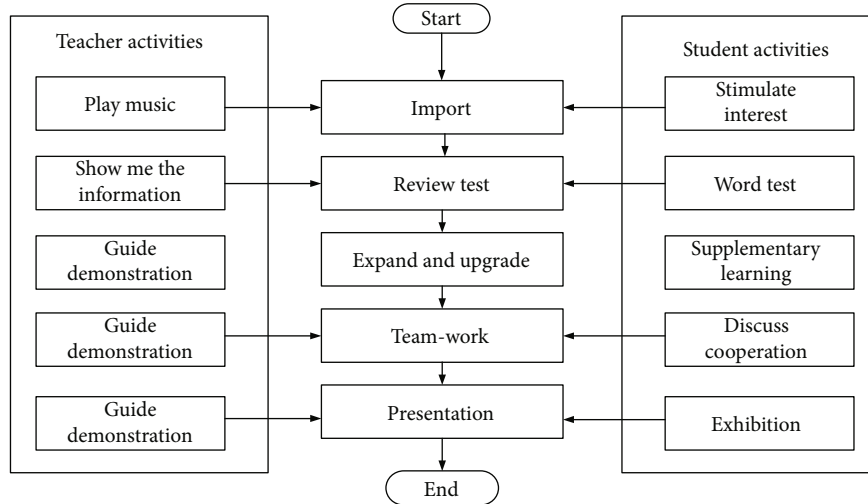 Start
Teacher activities
Student activities
Play music
Import
Stimulate
interest
Show me the
information
Review test
Word test
Guide
demonstration
Expand and upgrade
Supplementary
learning
Guide
demonstration
Team-work
Discuss
cooperation
Guide
demonstration
Presentation
Exhibition
End